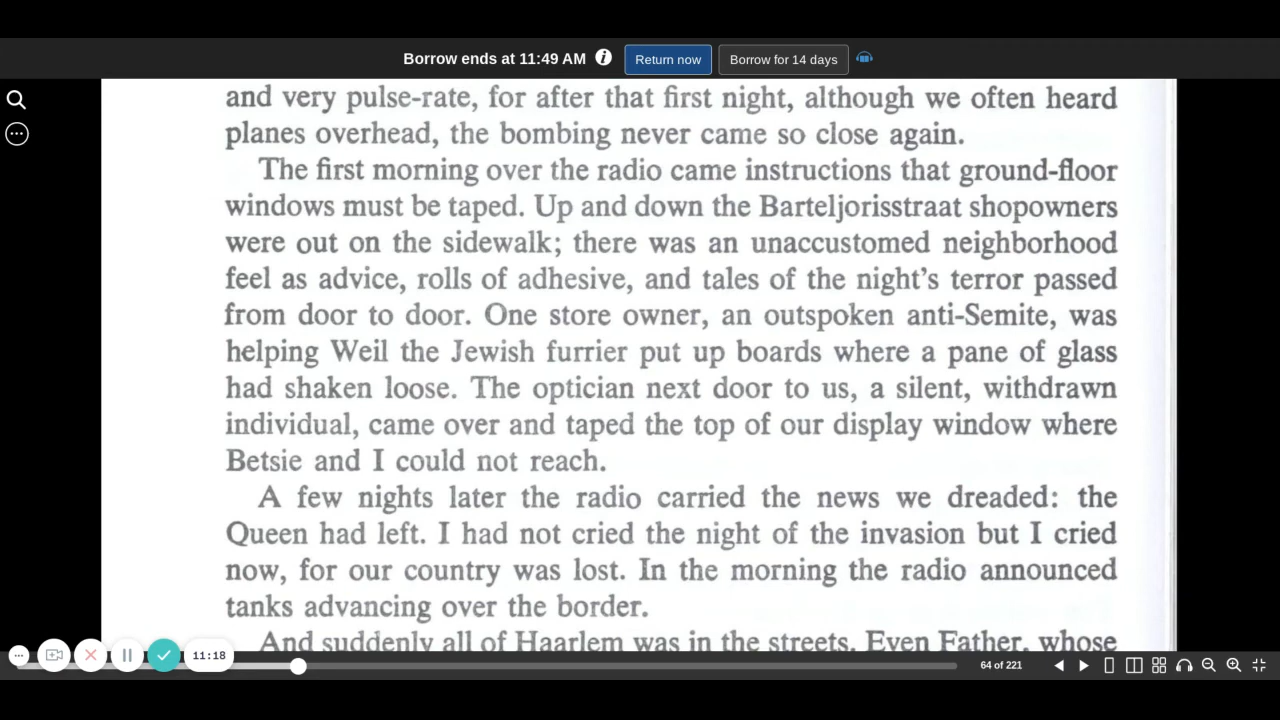 Borrow ends at 11:49 AM
Return now
Borrow for 14 days
and very pulse-rate, for after that first night, although we often heard
planes overhead, the bombing never came so close again.
The first morning over the radio came instructions that ground-floor
windows must be taped. Up and down the Barteljorisstraat shopowners
were out on the sidewalk; there was an unaccustomed neighborhood
feel as advice, rolls of adhesive, and tales of the night's terror passed
from door to door. One store owner, an outspoken anti-Semite, was
helping Weil the Jewish furrier put up boards where a pane of glass
had shaken loose. The optician next door to us, a silent, withdrawn
individual, came over and taped the top of our display window where
Betsie and I could not reach.
A few nights later the radio carried the news we dreaded: the
Queen had left. I had not cried the night of the invasion but I cried
now, for our country was lost. In the morning the radio announced
tanks advancing over the border.
And suddenly all of Haarlem was in the streets. Even Father, whose
11:18
64 of 221